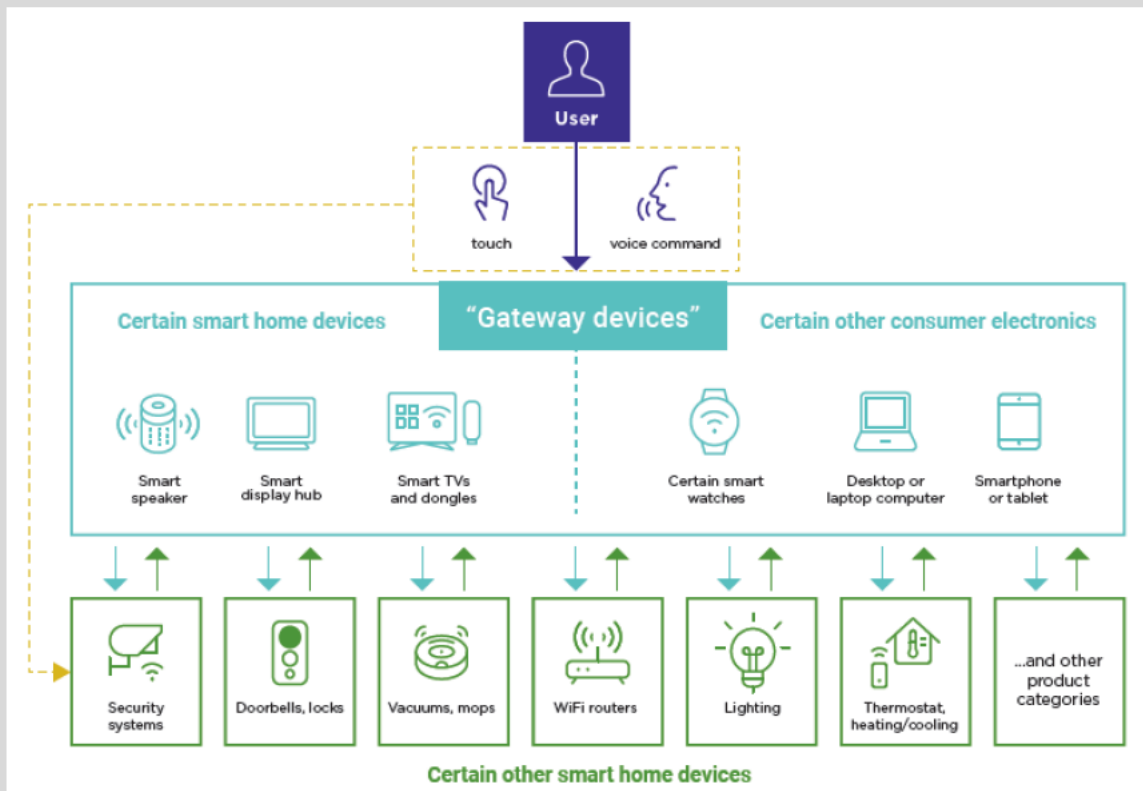 User
touch
voice command
Certain smart home devices
“Gateway devices”
Certain other consumer electronics
Smart
speaker
Smart
display hub
Smart TVs
and dongles
Certain smart
watches
Desktop or
laptop computer
Smartphone
or tablet
Security
systems
Doorbells, locks
Vacuums, mops
WiFi routers
Lighting
Thermostat,
heating/cooling
...and other
product
categories
Certain other smart home devices